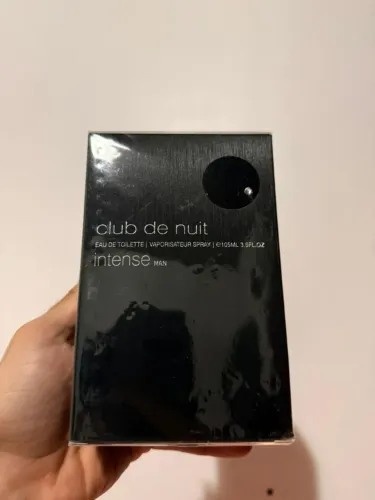 club de nuit
EAU DE TOILETTE | VAPORISATEUR SPRAY | ℮105ML 3.6FL.OZ
intense MAN